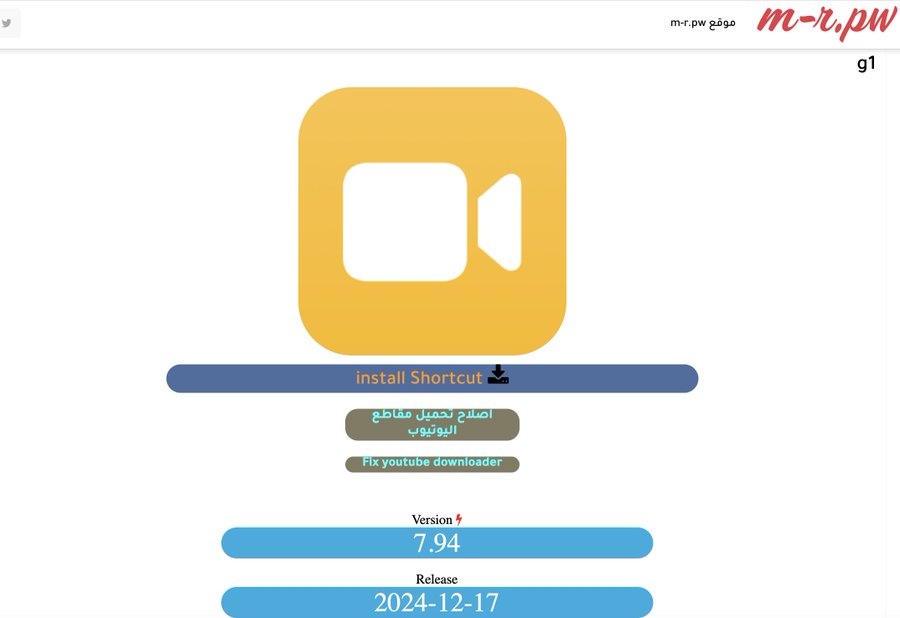 m-r.pw
موقع m-r.pw
g1
install Shortcut
اصلاح تحميل مقاطع
اليوتيوب
Fix youtube downloader
Version
7.94
Release
2024-12-17